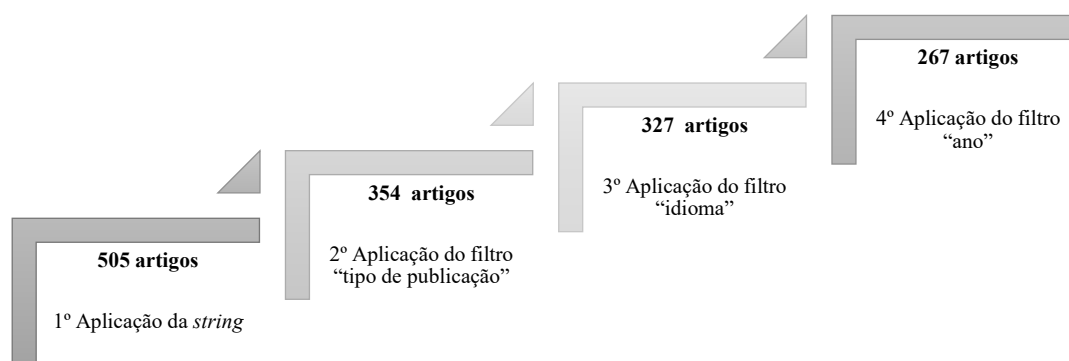 505 artigos
1º Aplicação da string
354 artigos
2º Aplicação do filtro
“tipo de publicação”
327 artigos
3º Aplicação do filtro
“idioma”
267 artigos
4º Aplicação do filtro
“ano”